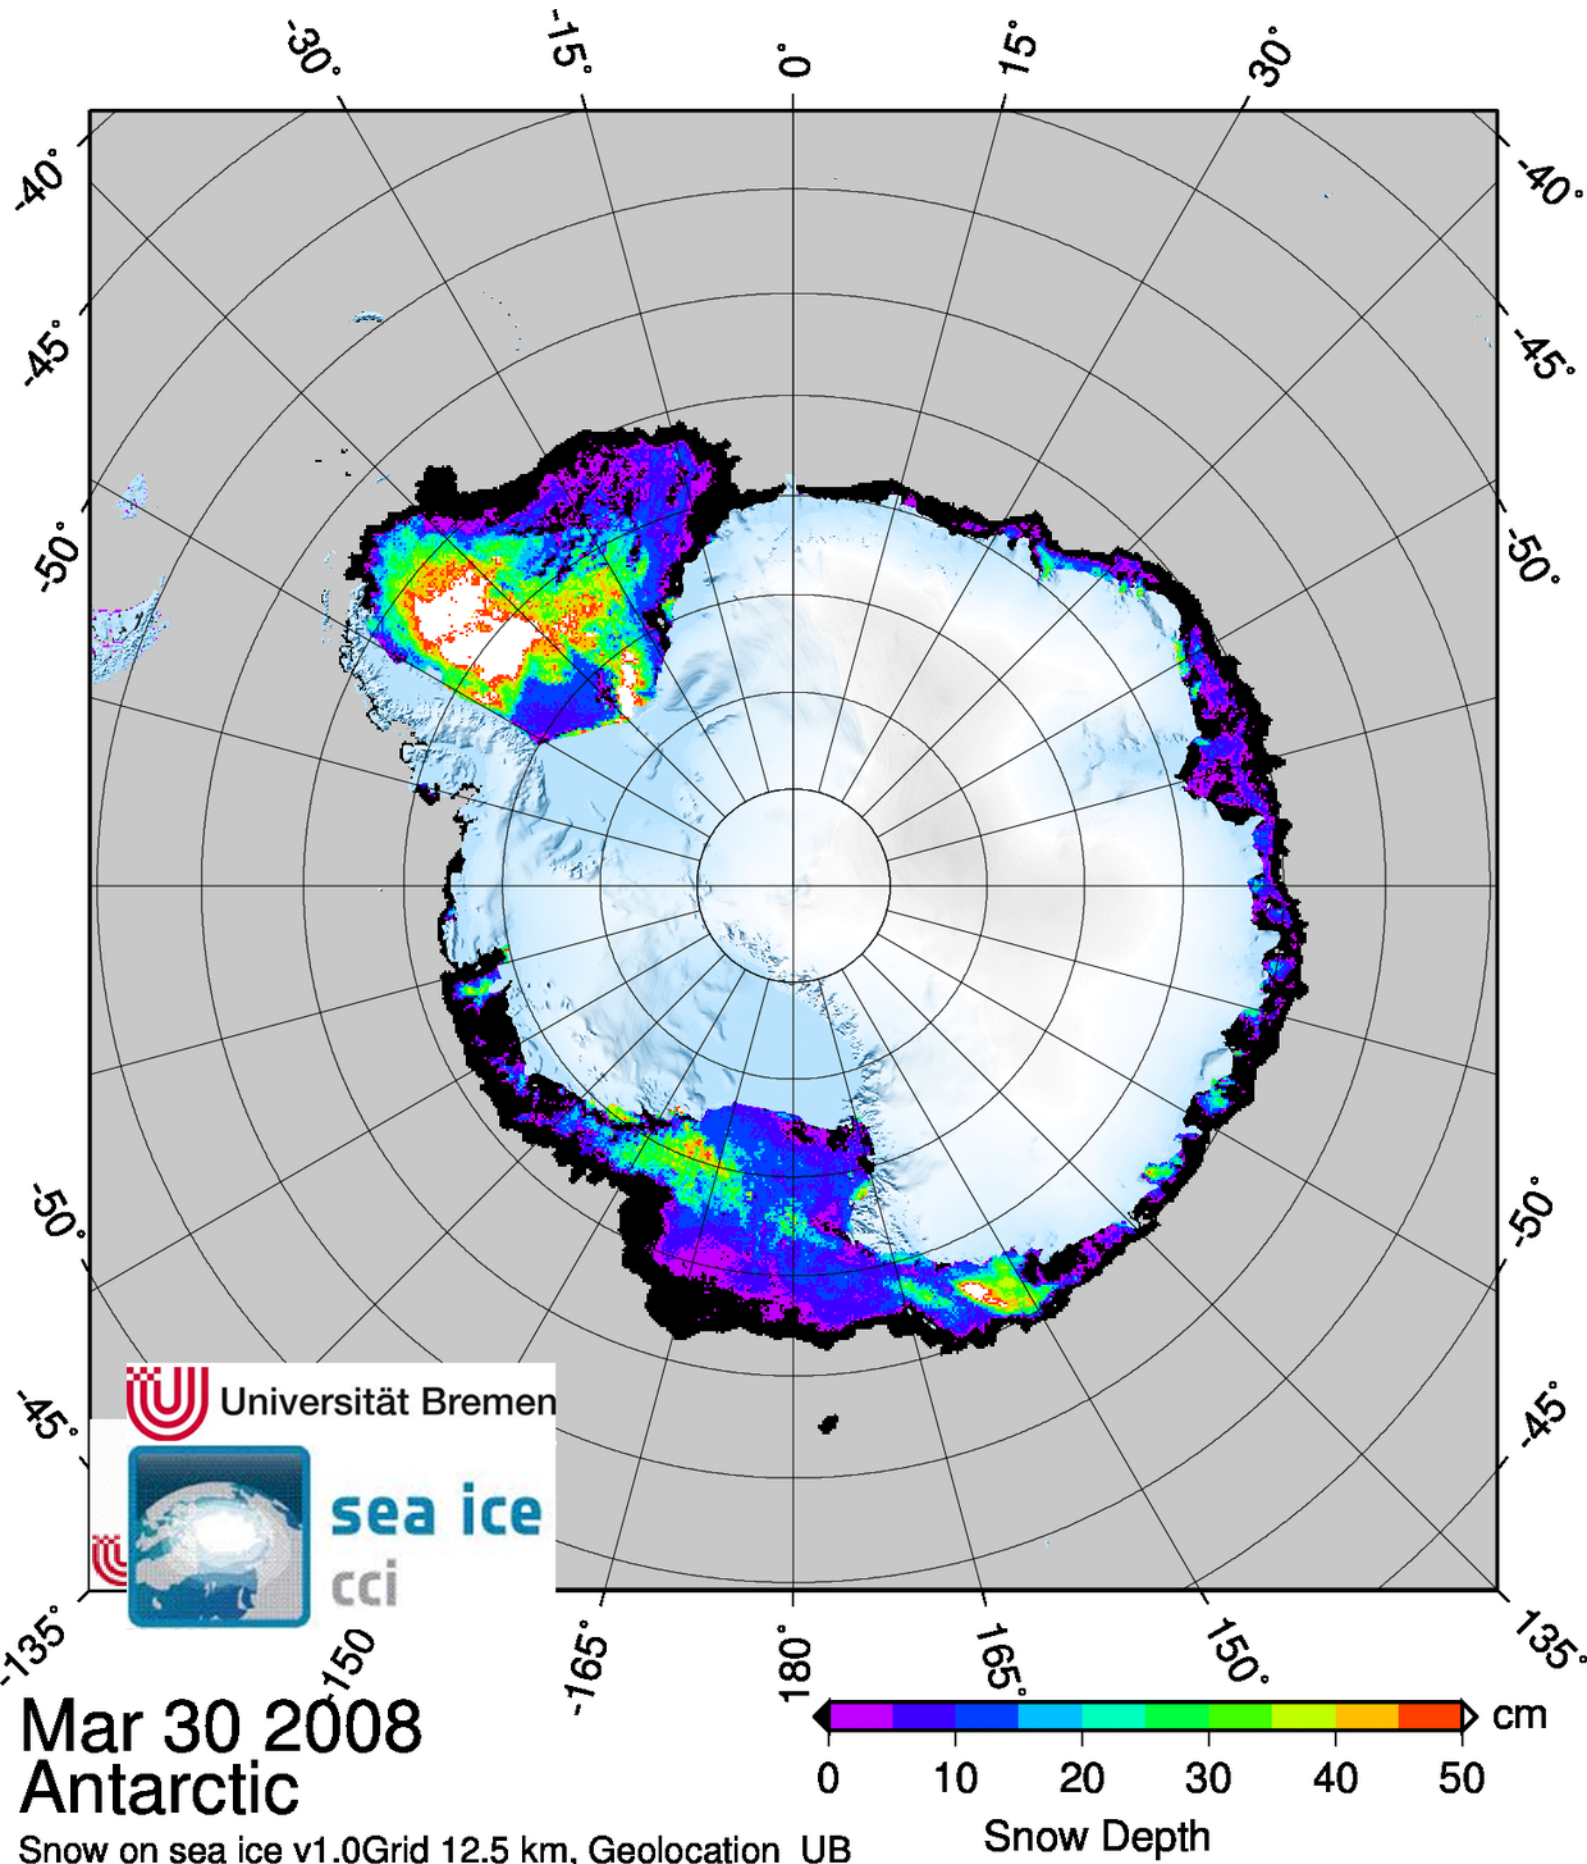 -30° -15° 0° 15° 30°
-40° -40°
-45° -45°
-50° -50°
-50° -50°
-45° -45°
Universität Bremen
sea ice
cci
-135° -150 -165° 180° 165° 150° 135°
Mar 30 2008
Antarctic
Snow on sea ice v1.0Grid 12.5 km, Geolocation UB
cm
0 10 20 30 40 50
Snow Depth